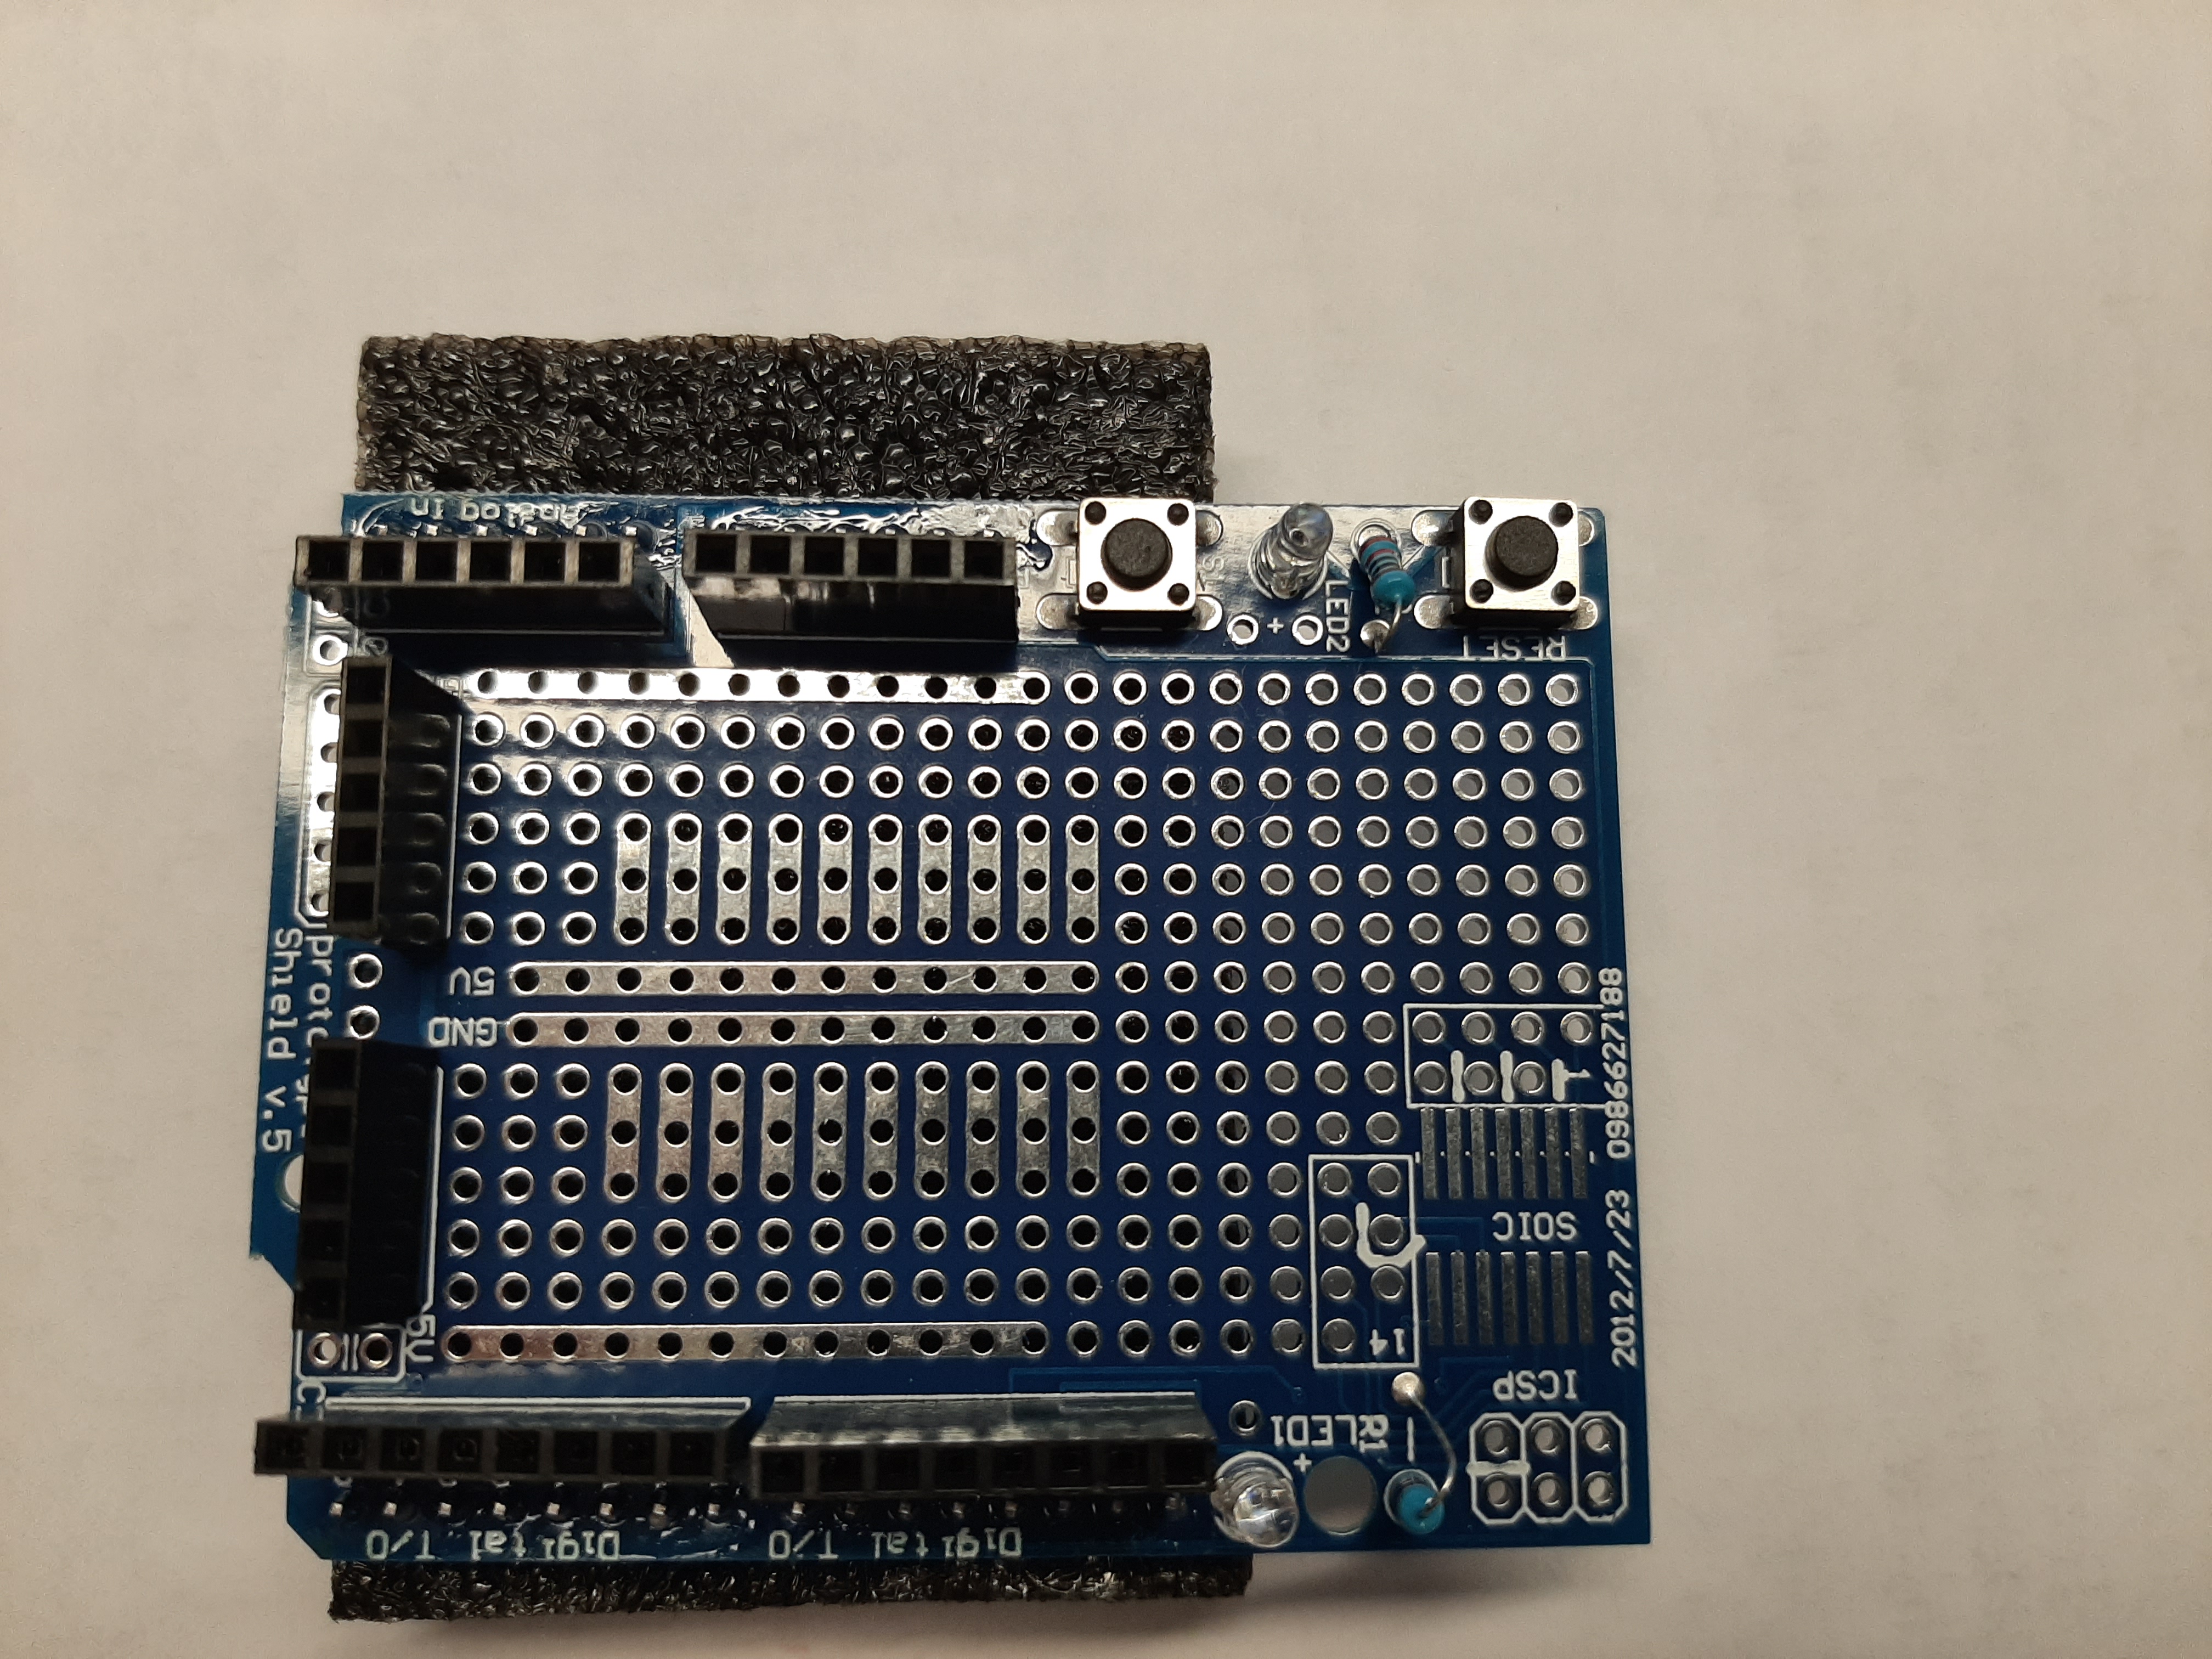 Analog In
LED2
RESET
5V
GND
Shield v.5
1
0986627188
SOIC
2012/7/23
14
5V
ICSP
LED1
R1
+
+
Digital I/O
Digital I/O